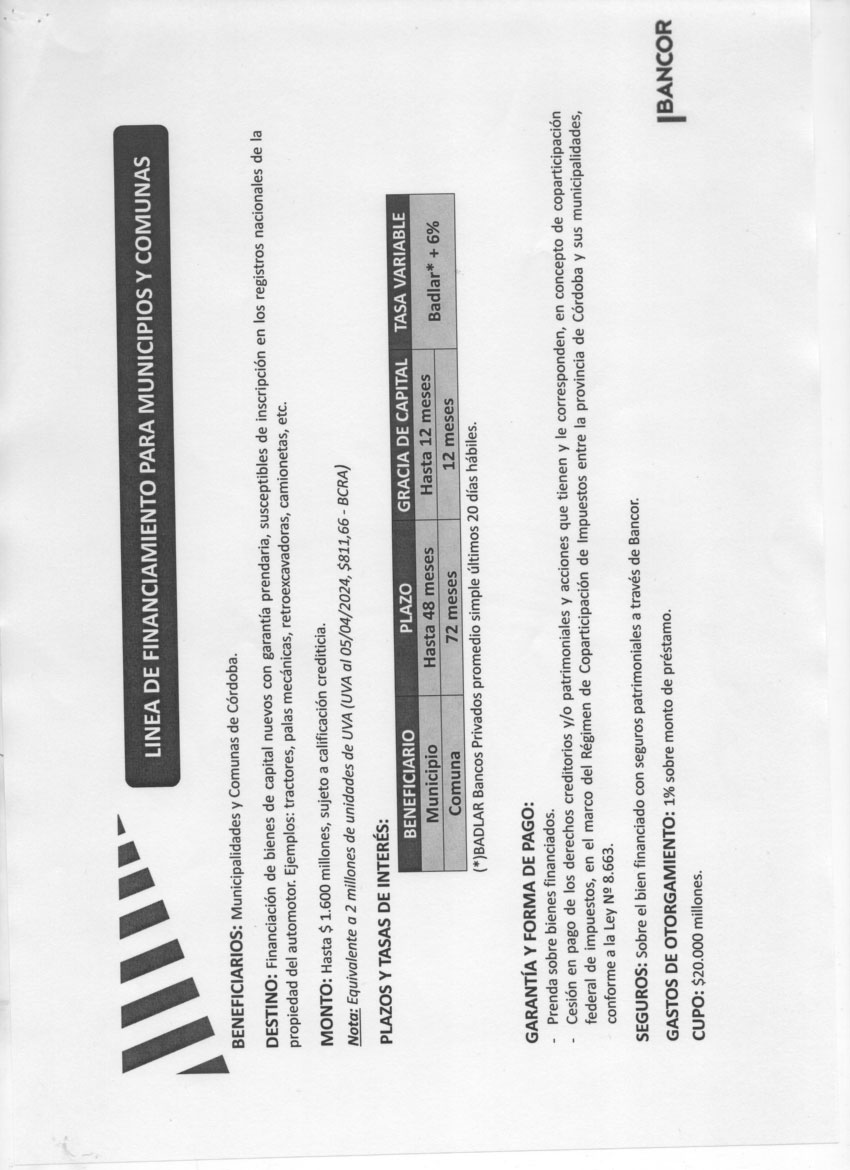 LINEA DE FINANCIAMIENTO PARA MUNICIPIOS Y COMUNAS
BENEFICIARIOS: Municipalidades y Comunas de Córdoba.
DESTINO: Financiación de bienes de capital nuevos con garantía prendaria, susceptibles de inscripción en los registros nacionales de la
propiedad del automotor. Ejemplos: tractores, palas mecánicas, retroexcavadoras, camionetas, etc.
MONTO: Hasta $ 1.600 millones, sujeto a calificación crediticia.
Nota: Equivalente a 2 millones de unidades de UVA (UVA al 05/04/2024, $811,66 - BCRA)
PLAZOS Y TASAS DE INTERÉS:
BENEFICIARIO PLAZO GRACIA DE CAPITAL TASA VARIABLE
Municipio Hasta 48 meses Hasta 12 meses Badlar* + 6%
Comuna 72 meses 12 meses
(*)BADLAR Bancos Privados promedio simple últimos 20 días hábiles.
GARANTÍA Y FORMA DE PAGO:
- Prenda sobre bienes financiados.
- Cesión en pago de los derechos creditorios y/o patrimoniales y acciones que tienen y le corresponden, en concepto de coparticipación
federal de impuestos, en el marco del Régimen de Coparticipación de Impuestos entre la provincia de Córdoba y sus municipalidades,
conforme a la Ley Nº 8.663.
SEGUROS: Sobre el bien financiado con seguros patrimoniales a través de Bancor.
GASTOS DE OTORGAMIENTO: 1% sobre monto de préstamo.
CUPO: $20.000 millones.
BANCOR